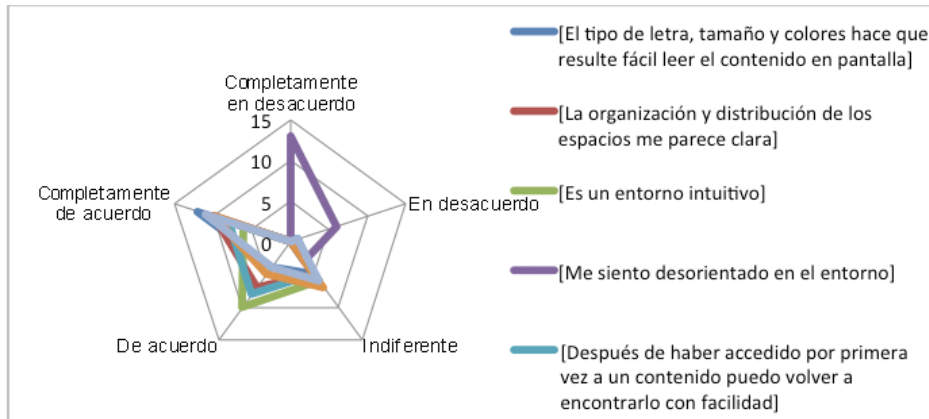 Completamente
en desacuerdo
15
10
5
0
Completamente
de acuerdo
En desacuerdo
De acuerdo
Indiferente
[El tipo de letra, tamaño y colores hace que
resulte fácil leer el contenido en pantalla]
[La organización y distribución de los
espacios me parece clara]
[Es un entorno intuitivo]
[Me siento desorientado en el entorno]
[Después de haber accedido por primera
vez a un contenido puedo volver a
encontrarlo con facilidad]